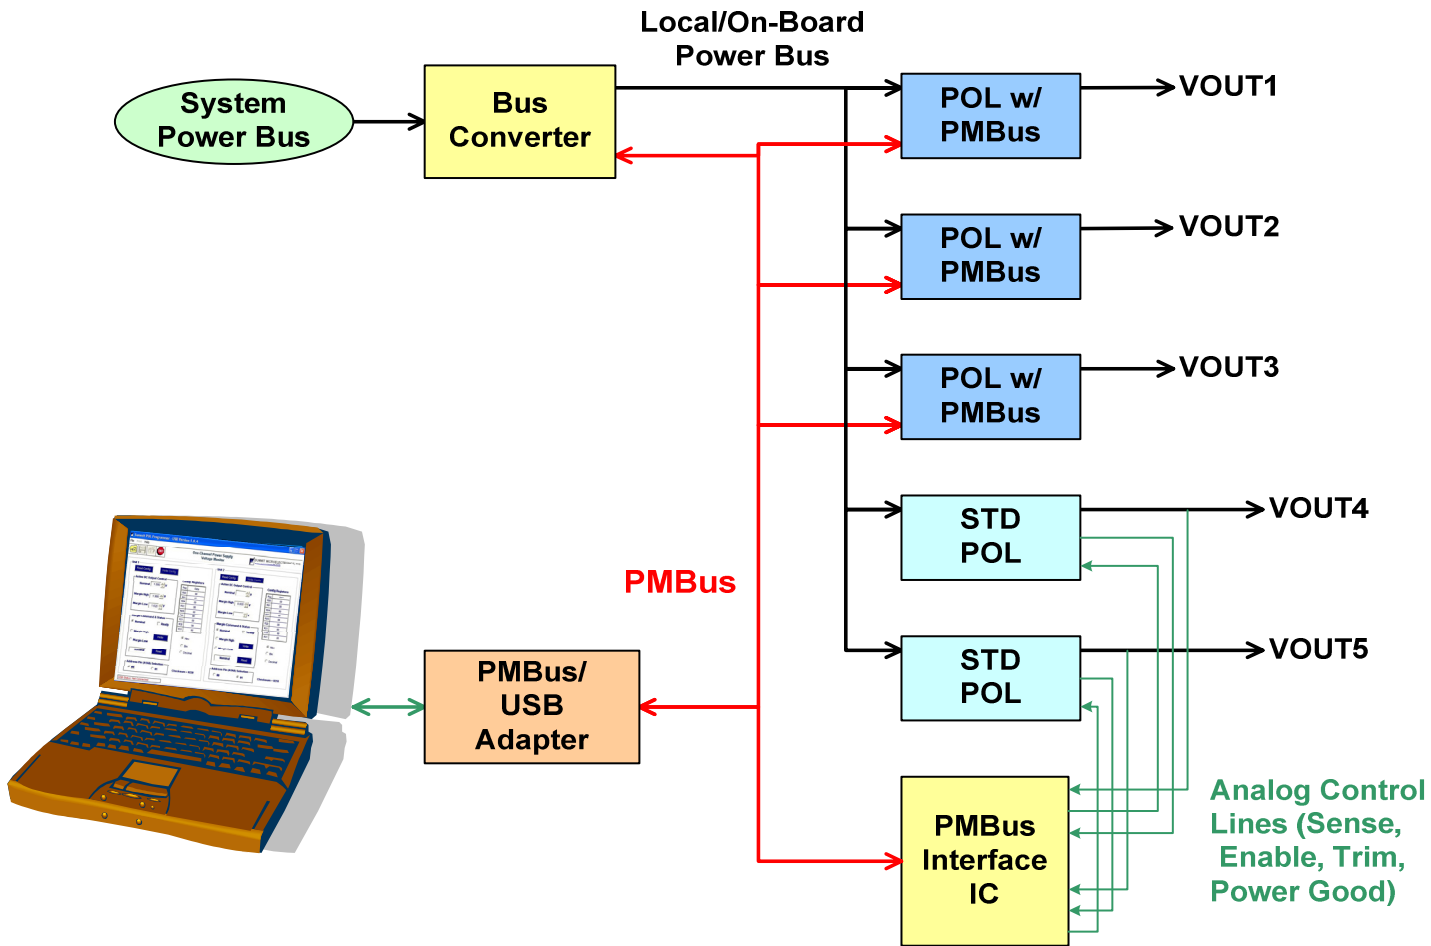 Local/On-Board
Power Bus
System
Power Bus
Bus
Converter
POL w/
PMBus
VOUT1
POL w/
PMBus
VOUT2
POL w/
PMBus
VOUT3
STD
POL
VOUT4
PMBus
STD
POL
VOUT5
PMBus/
USB
Adapter
PMBus
Interface
IC
Analog Control
Lines (Sense,
Enable, Trim,
Power Good)